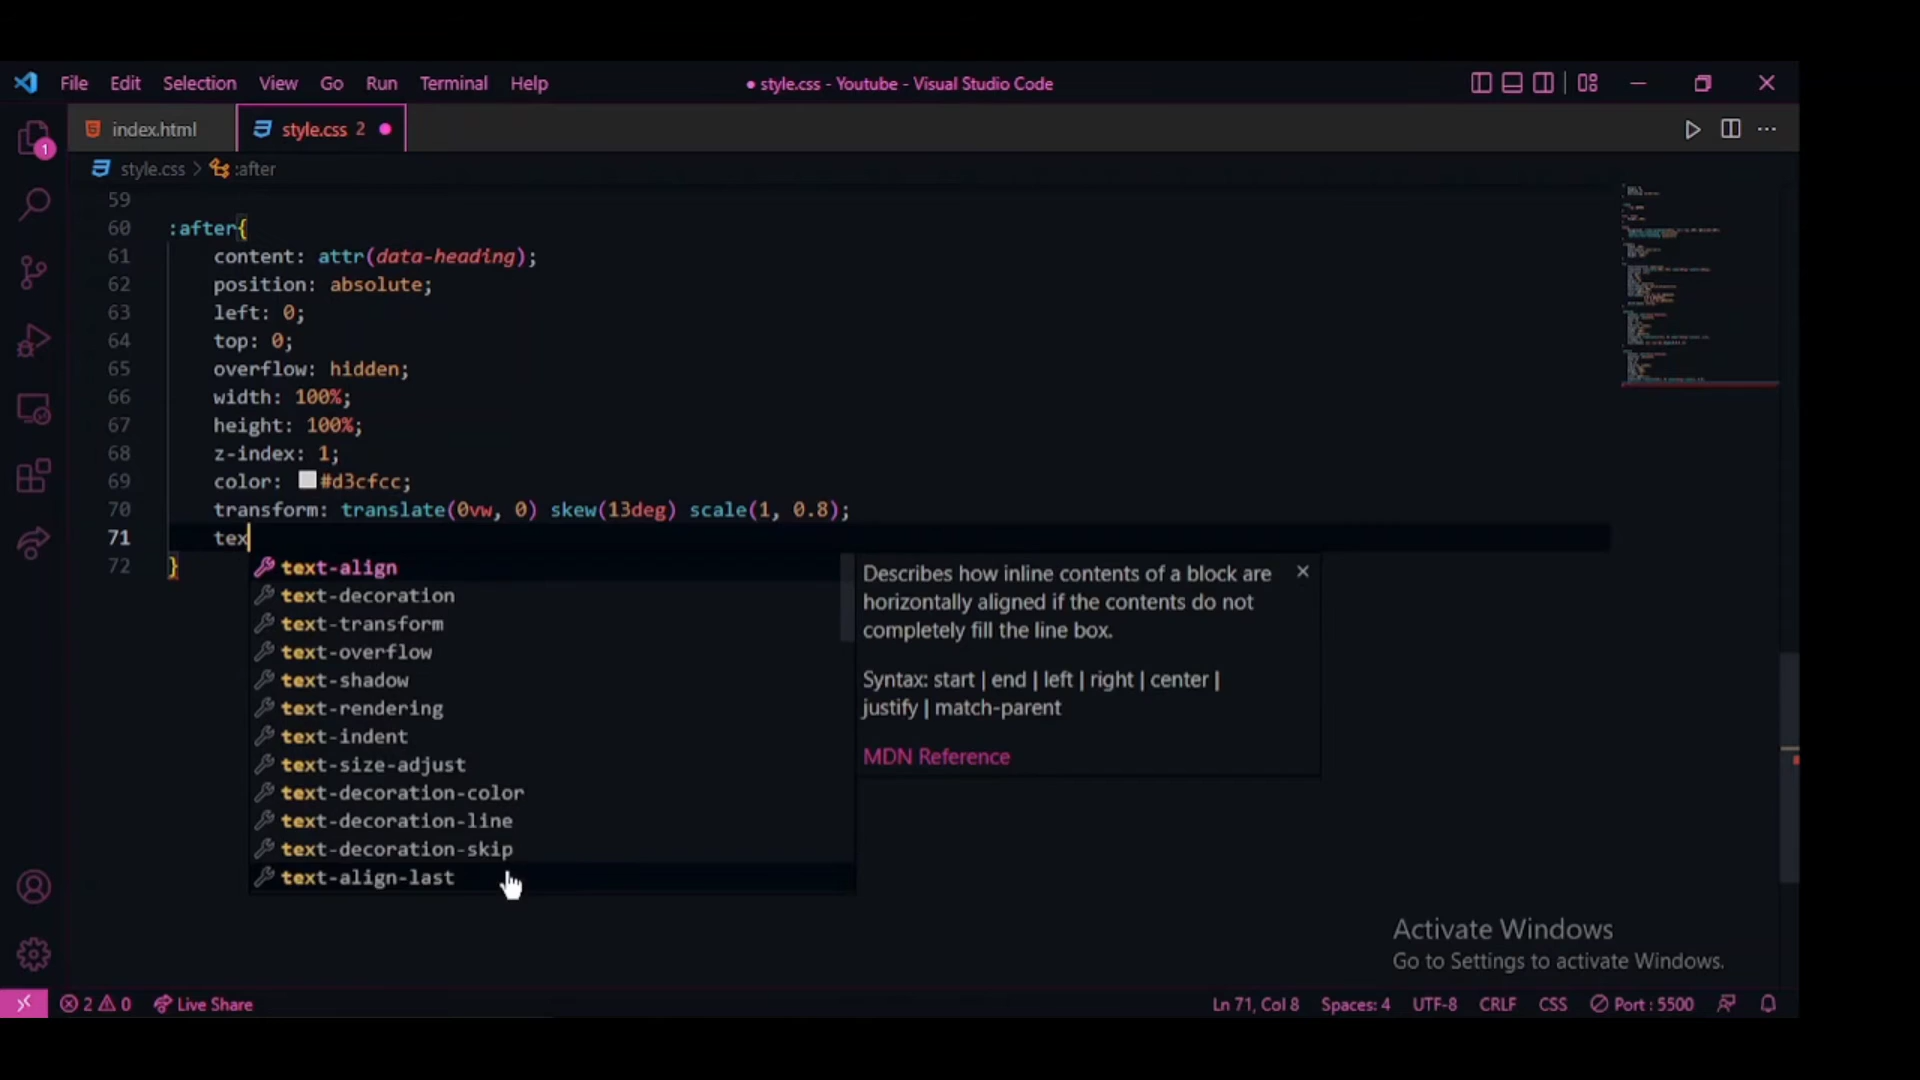 File Edit Selection View Go Run Terminal Help
● style.css - Youtube - Visual Studio Code
index.html
style.css 2 ●
style.css > :after
1
59
60 :after{
61 content: attr(data-heading);
62 position: absolute;
63 left: 0;
64 top: 0;
65 overflow: hidden;
66 width: 100%;
67 height: 100%;
68 z-index: 1;
69 color: #d3cfcc;
70 transform: translate(0vw, 0) skew(13deg) scale(1, 0.8);
71 tex
72 }
text-align
text-decoration
text-transform
text-overflow
text-shadow
text-rendering
text-indent
text-size-adjust
text-decoration-color
text-decoration-line
text-decoration-skip
text-align-last
Describes how inline contents of a block are
horizontally aligned if the contents do not
completely fill the line box.
Syntax: start | end | left | right | center |
justify | match-parent
MDN Reference
Activate Windows
Go to Settings to activate Windows.
2 0 Live Share
Ln 71, Col 8 Spaces: 4 UTF-8 CRLF CSS Port : 5500